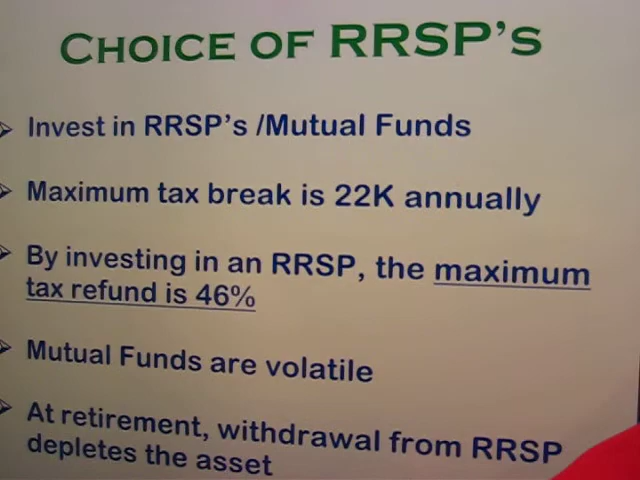 CHOICE OF RRSP'S
Invest in RRSP's /Mutual Funds
Maximum tax break is 22K annually
By investing in an RRSP, the maximum
tax refund is 46%
Mutual Funds are volatile
At retirement, withdrawal from RRSP
depletes the asset